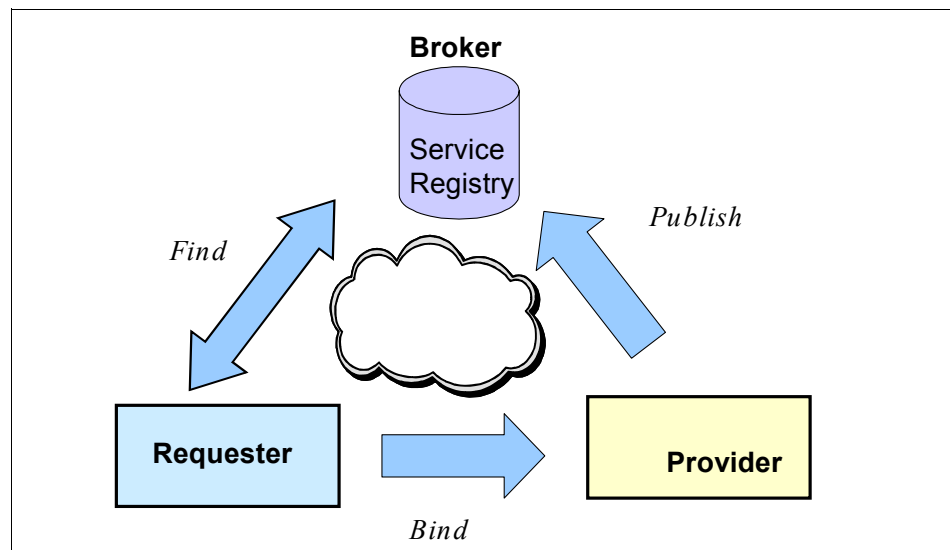 Broker
Service
Registry
Publish
Find
Requester
Provider
Bind